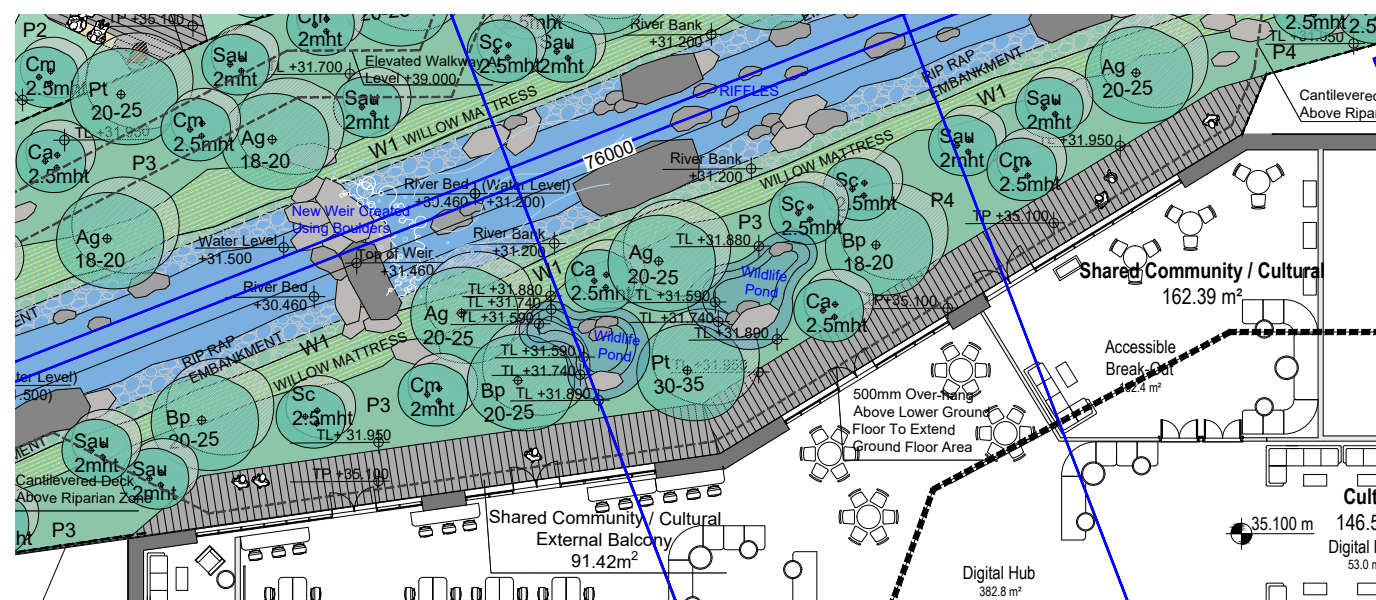 TP +35.100
P2
Cm
2.5m
Pt
20-25
Sau
2mht
Cm
2mht
TL +31.700
Elevated Walkway At
Level +39.000
Sc
2.5mht
Sau
2mht
River Bank
+31.200
RIFFLES
RIP RAP
EMBANKMENT
W1
Ag
20-25
2.5mht
TL +31.950
P4
Cantilevered
Above Ripar
Cm
2.5mht
TL +31.950
Ca
2.5mht
P3
Ag
18-20
Sau
2mht
W1 WILLOW MATTRESS
76000
River Bank
+31.200
WILLOW MATTRESS
Sau
2mht
Sau
2mht
Cm
2.5mht
+31.950
Ag
18-20
New Weir Created
Using Boulders
River Bed
+30.460
(Water Level)
(+31.200)
Water Level
+31.500
Top of Weir
+31.460
River Bank
+31.200
River Bed
+30.460
W1
Ca
2.5mht
Ag
20-25
TL +31.880
P3
Sc
2.5mht
Sc
.5mht
Bp
18-20
P4
TP +35.100
Wildlife
Pond
TL +31.880
TL +31.740
TL +31.590
TL +31.590
TL +31.740
TL +31.890
Ca
2.5mht
P+35.100
Ag
20-25
Wildlife
Pond
TL +31.590
TL +31.740
TL +31.890
Pt
30-35
TL +31.950
RIP RAP
EMBANKMENT
W1
WILLOW MATTRESS
Bp
20-25
Sc
2.5mht
P3
Cm
2mht
Bp
20-25
TL+ 31.950
TP +35.100
Sau
2mht
Sau
2mht
Cantilevered Deck
Above Riparian Zone
P3
Shared Community / Cultural
162.39 m²
Accessible
Break-Out
500mm Over-hang
Above Lower Ground
Floor To Extend
Ground Floor Area
Shared Community / Cultural
External Balcony
91.42m²
35.100 m
Cult
146.5
Digital H
53.0 m
Digital Hub
382.8 m²